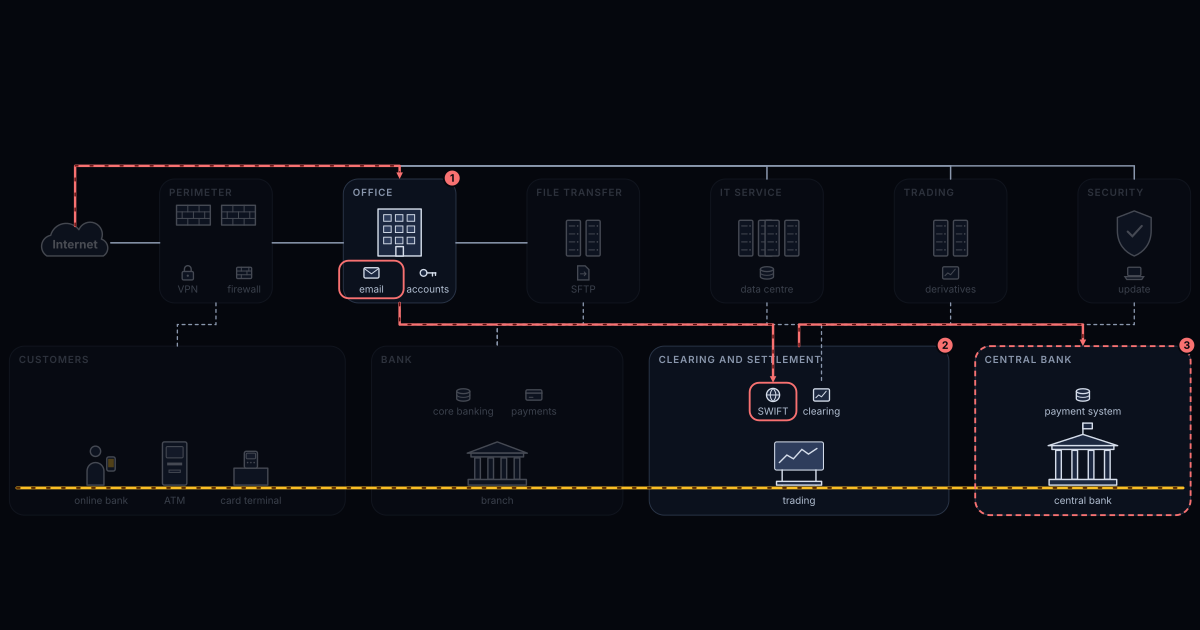 PERIMETER
OFFICE
1
FILE TRANSFER
IT SERVICE
TRADING
SECURITY
Internet
VPN
firewall
email
accounts
SFTP
data centre
derivatives
update
CUSTOMERS
BANK
CLEARING AND SETTLEMENT
2
CENTRAL BANK
3
core banking
payments
SWIFT
clearing
payment system
online bank
ATM
card terminal
branch
trading
central bank